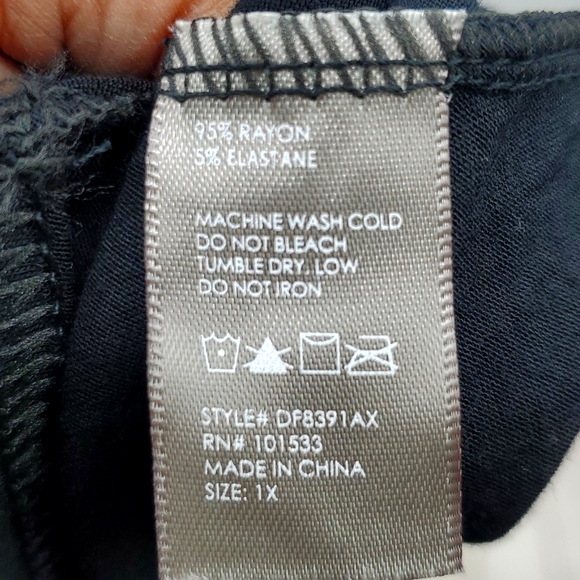 95% RAYON
5% ELASTANE
MACHINE WASH COLD
DO NOT BLEACH
TUMBLE DRY, LOW
DO NOT IRON
STYLE# DF8391AX
RN# 101533
MADE IN CHINA
SIZE: 1X